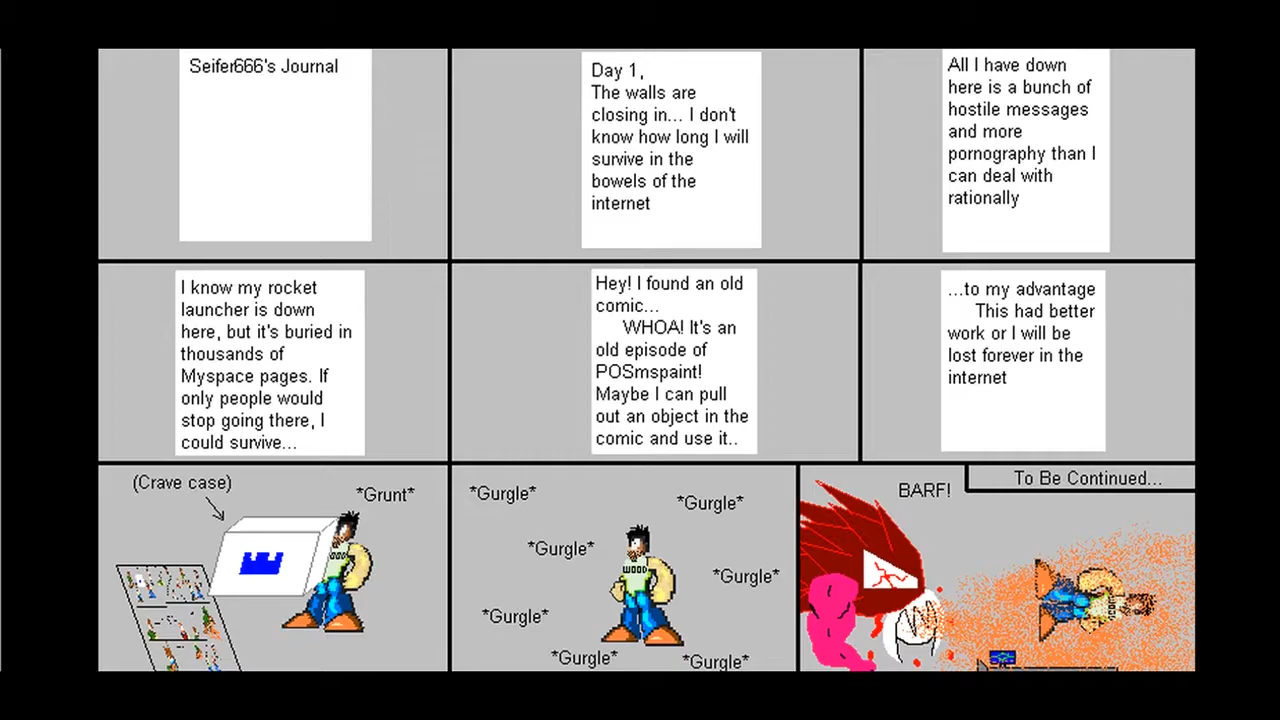 Seifer666's Journal
Day 1,
The walls are
closing in... I don't
know how long I will
survive in the
bowels of the
internet
All I have down
here is a bunch of
hostile messages
and more
pornography than I
can deal with
rationally
I know my rocket
launcher is down
here, but it's buried in
thousands of
Myspace pages. If
only people would
stop going there, I
could survive...
Hey! I found an old
comic...
WHOA! It's an
old episode of
POSmspaint!
Maybe I can pull
out an object in the
comic and use it..
...to my advantage
This had better
work or I will be
lost forever in the
internet
(Crave case)
*Grunt*
*Gurgle*
*Gurgle*
*Gurgle*
*Gurgle*
*Gurgle*
*Gurgle*
*Gurgle*
WOOD
BARF!
To Be Continued...